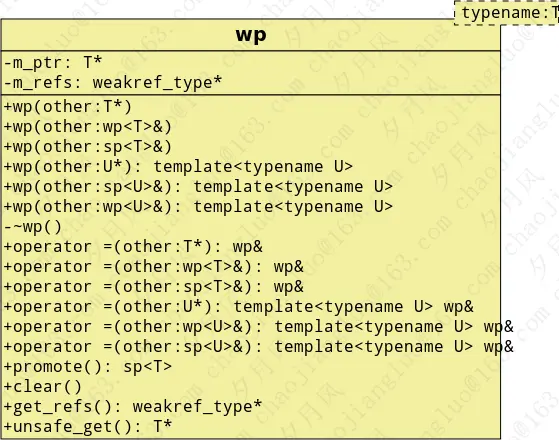 typename:T
wp
-m_ptr: T*
-m_refs: weakref_type*
+wp(other:T*)
+wp(other:wp<T>&)
+wp(other:sp<T>&)
+wp(other:U*): template<typename U>
+wp(other:sp<U>&): template<typename U>
+wp(other:wp<U>&): template<typename U>
-~wp()
+operator =(other:T*): wp&
+operator =(other:wp<T>&): wp&
+operator =(other:sp<T>&): wp&
+operator =(other:U*): template<typename U> wp&
+operator =(other:wp<U>&): template<typename U> wp&
+operator =(other:sp<U>&): template<typename U> wp&
+promote(): sp<T>
+clear()
+get_refs(): weakref_type*
+unsafe_get(): T*